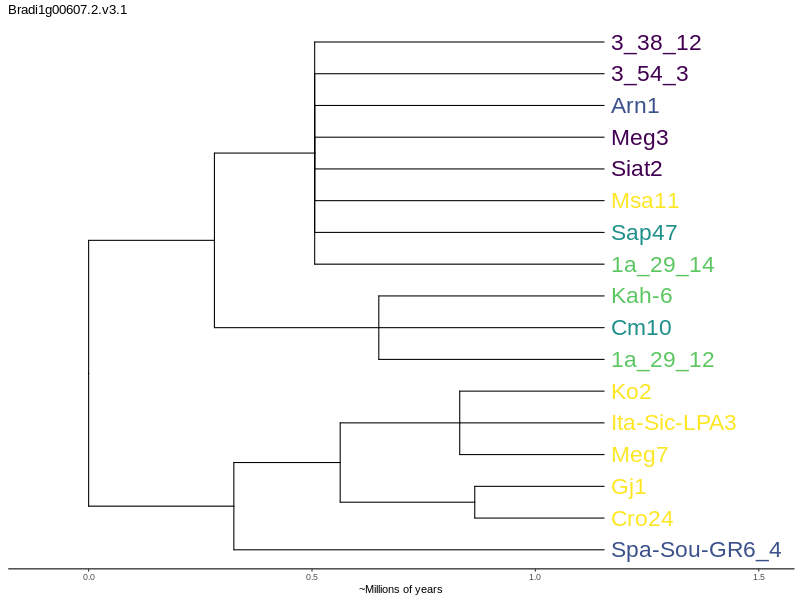 Bradi1g00607.2.v3.1
3_38_12
3_54_3
Arn1
Meg3
Siat2
Msa11
Sap47
1a_29_14
Kah-6
Cm10
1a_29_12
Ko2
Ita-Sic-LPA3
Meg7
Gj1
Cro24
Spa-Sou-GR6_4
0.0 0.5 1.0 1.5
~Millions of years